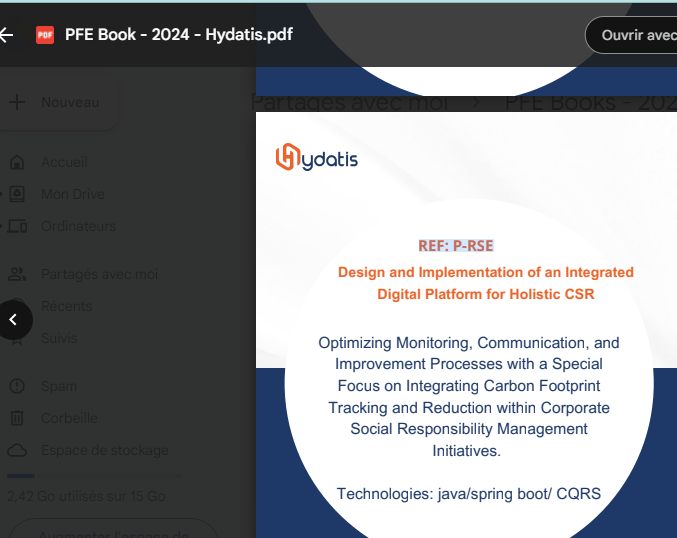 PDF PFE Book - 2024 - Hydatis.pdf
Ouvrir avec
Partagés avec moi > PFE Books - 202
Nouveau
Accueil
Mon Drive
Ordinateurs
Partagés avec moi
Récents
Suivis
Spam
Corbeille
Espace de stockage
2,42 Go utilisés sur 15 Go
Augmenter l'espace de
Hydatis
REF: P-RSE
Design and Implementation of an Integrated
Digital Platform for Holistic CSR
Optimizing Monitoring, Communication, and
Improvement Processes with a Special
Focus on Integrating Carbon Footprint
Tracking and Reduction within Corporate
Social Responsibility Management
Initiatives.
Technologies: java/spring boot/ CQRS